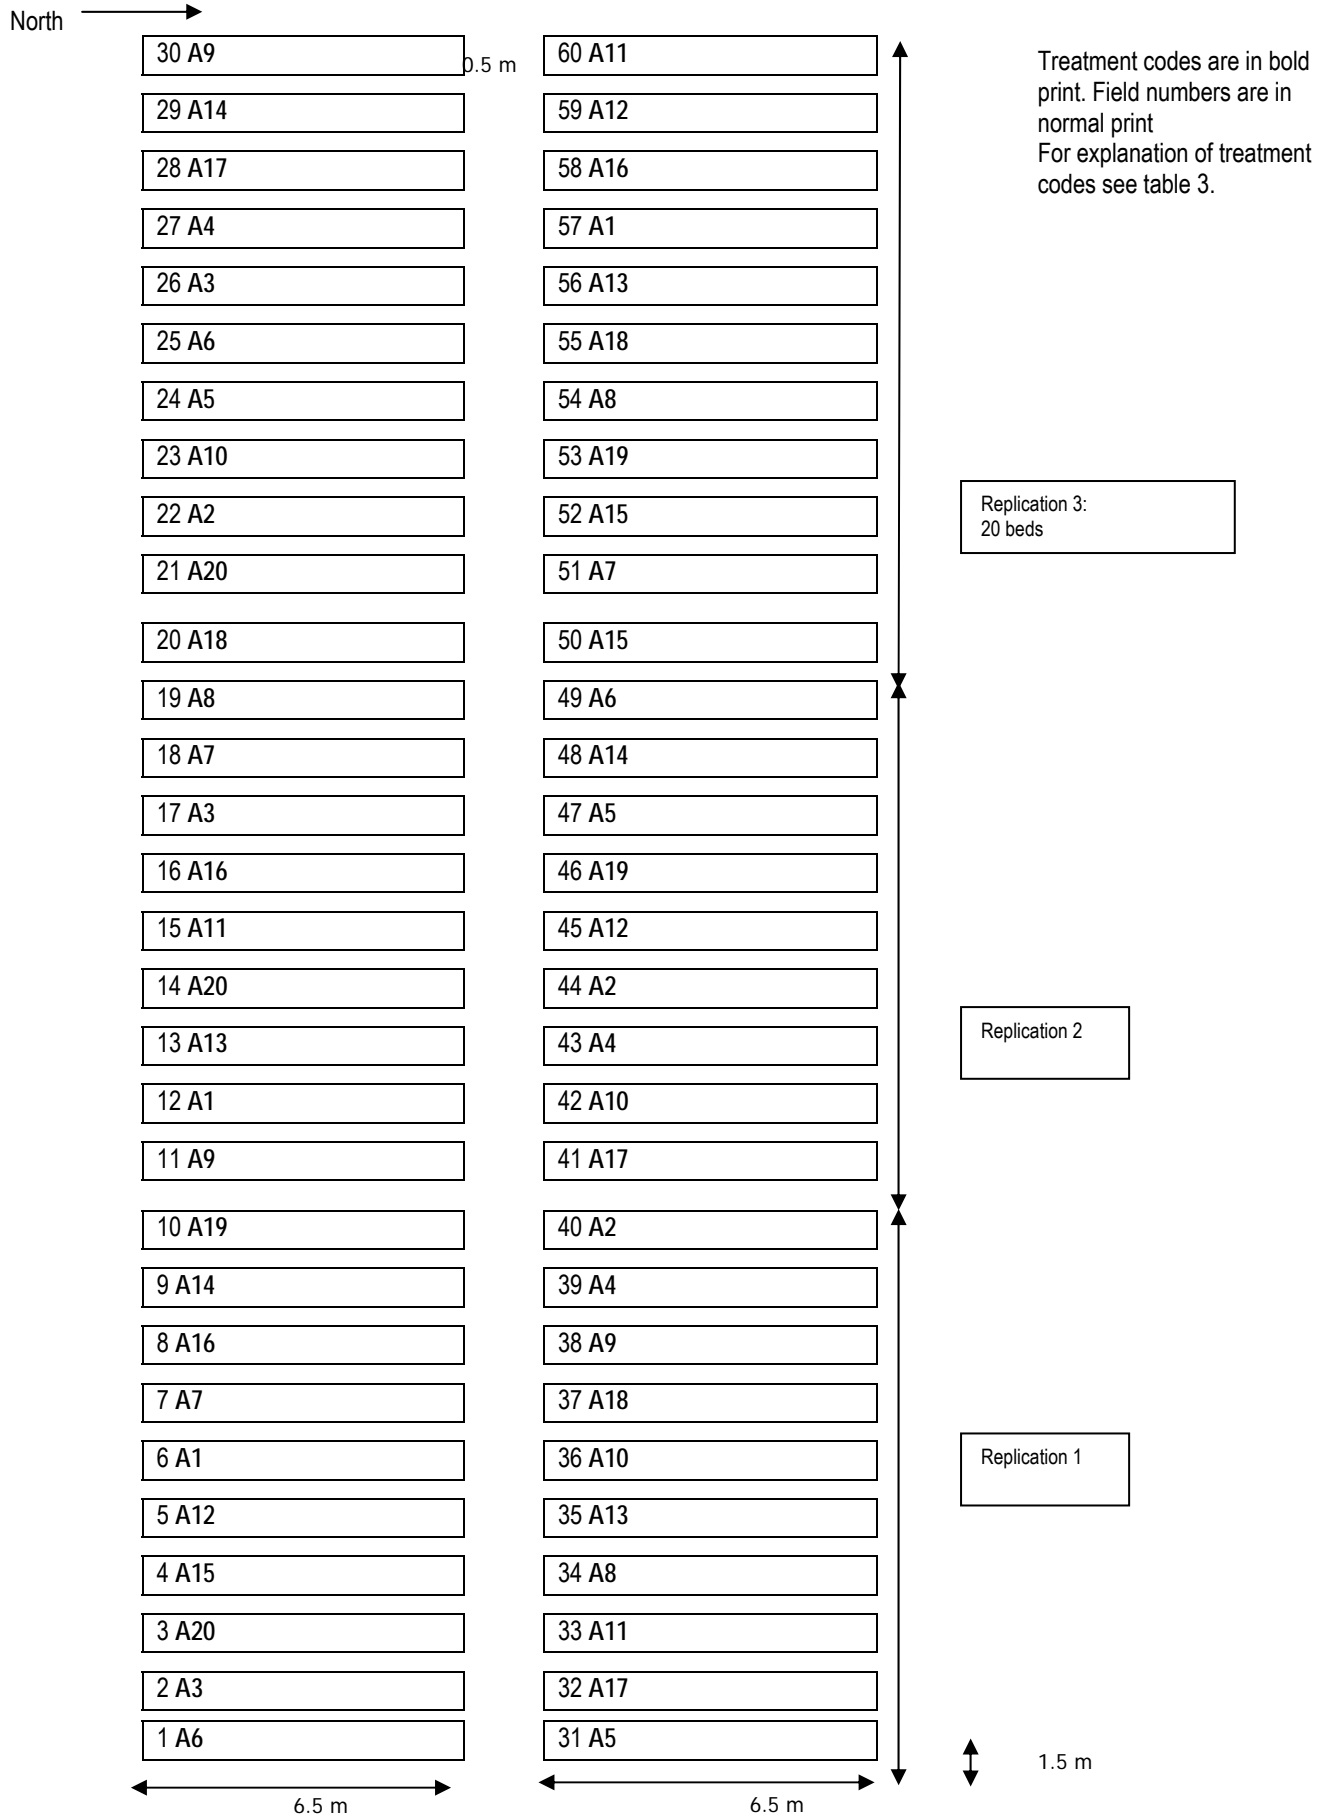 North
30 A9
0.5 m
60 A11
Treatment codes are in bold
print. Field numbers are in
normal print
For explanation of treatment
codes see table 3.
29 A14
59 A12
28 A17
58 A16
27 A4
57 A1
26 A3
56 A13
25 A6
55 A18
24 A5
54 A8
23 A10
53 A19
22 A2
52 A15
Replication 3:
20 beds
21 A20
51 A7
20 A18
50 A15
19 A8
49 A6
18 A7
48 A14
17 A3
47 A5
16 A16
46 A19
15 A11
45 A12
14 A20
44 A2
13 A13
43 A4
Replication 2
12 A1
42 A10
11 A9
41 A17
10 A19
40 A2
9 A14
39 A4
8 A16
38 A9
7 A7
37 A18
6 A1
36 A10
Replication 1
5 A12
35 A13
4 A15
34 A8
3 A20
33 A11
2 A3
32 A17
1 A6
31 A5
1.5 m
6.5 m
6.5 m